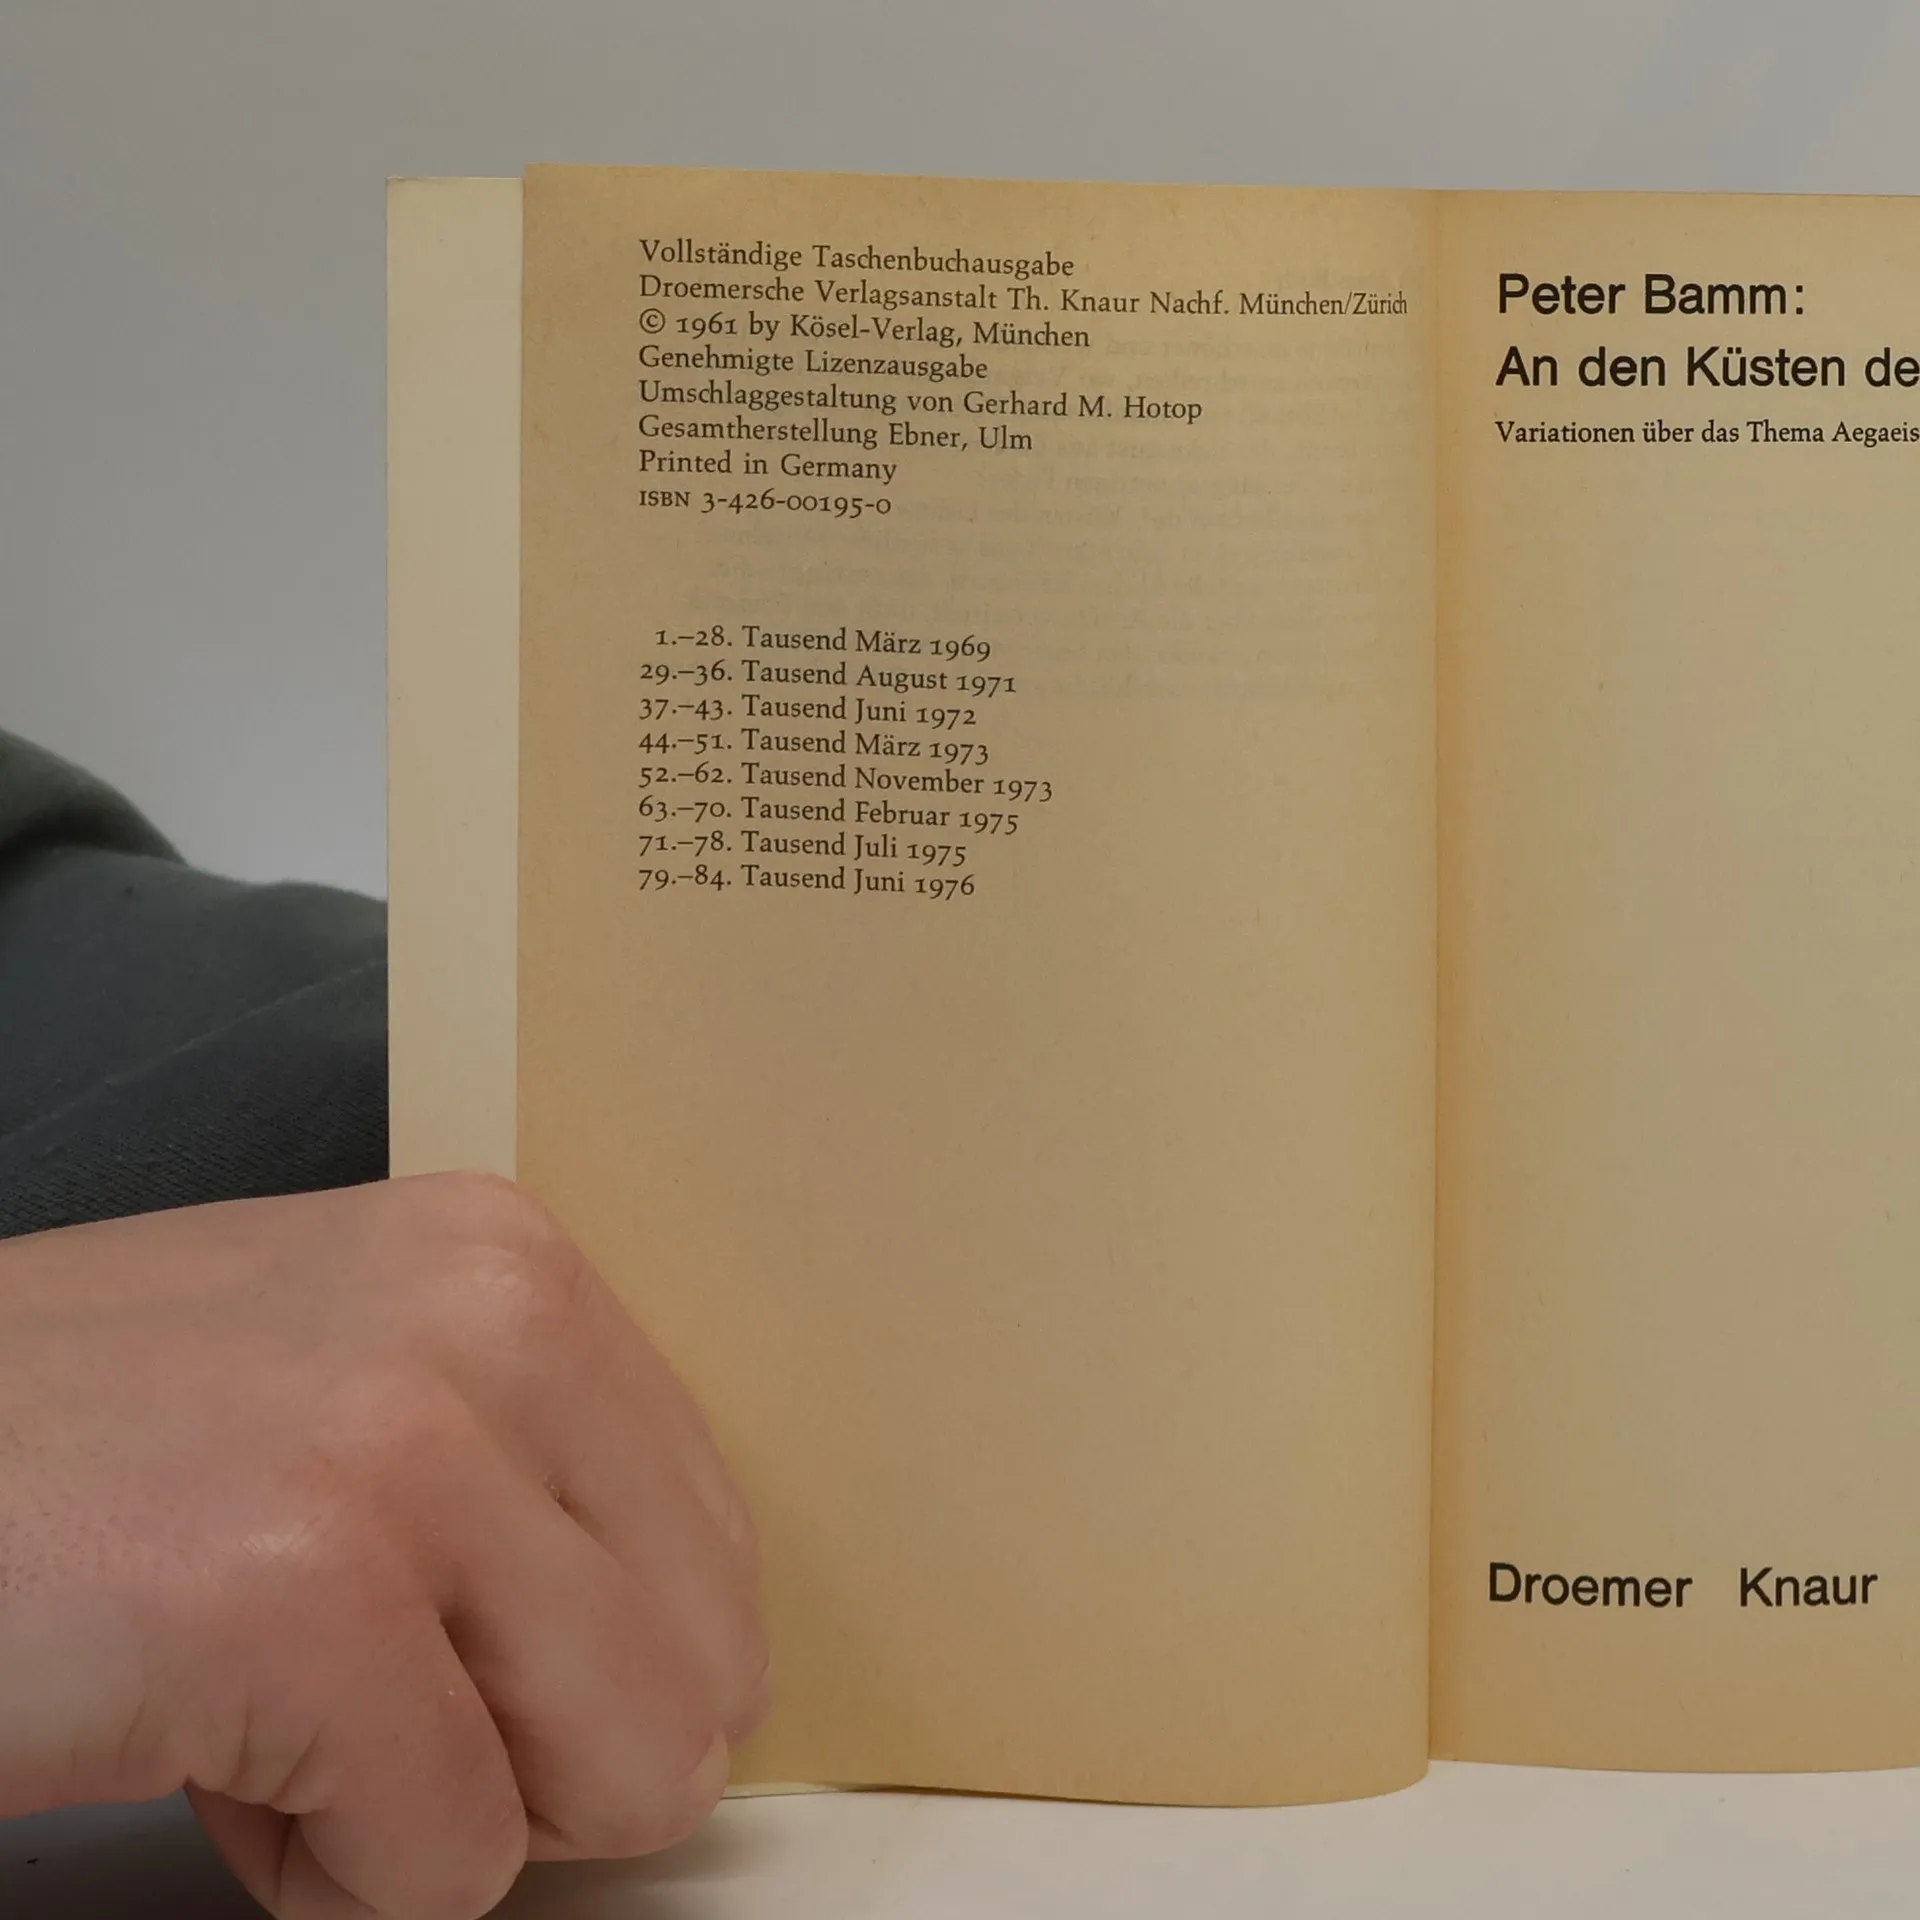 Vollständige Taschenbuchausgabe
Droemersche Verlagsanstalt Th. Knaur Nachf. München/Zürich
© 1961 by Kösel-Verlag, München
Genehmigte Lizenzausgabe
Umschlaggestaltung von Gerhard M. Hotop
Gesamtherstellung Ebner, Ulm
Printed in Germany
ISBN 3-426-00195-0
1.–28. Tausend März 1969
29.–36. Tausend August 1971
37.–43. Tausend Juni 1972
44.–51. Tausend März 1973
52.–62. Tausend November 1973
63.–70. Tausend Februar 1975
71.–78. Tausend Juli 1975
79.–84. Tausend Juni 1976
Peter Bamm:
An den Küsten de
Variationen über das Thema Aegaeis
Droemer Knaur